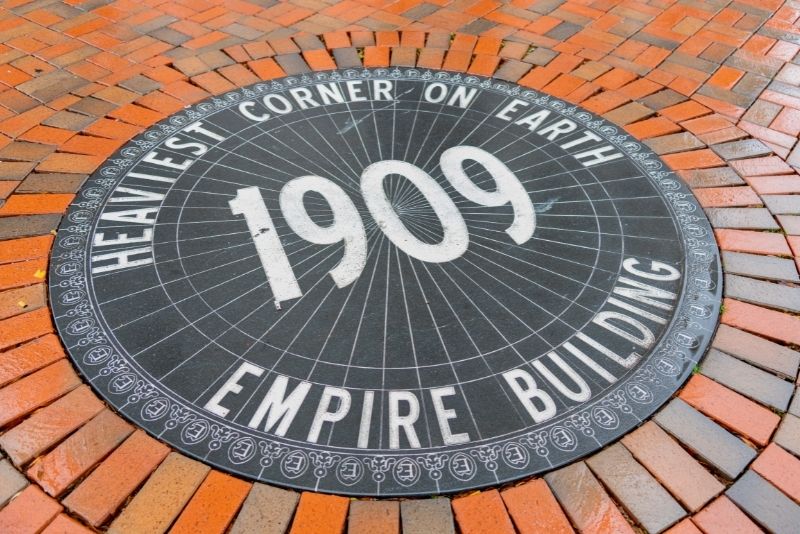 HEAVIEST CORNER ON EARTH
1909
EMPIRE BUILDING